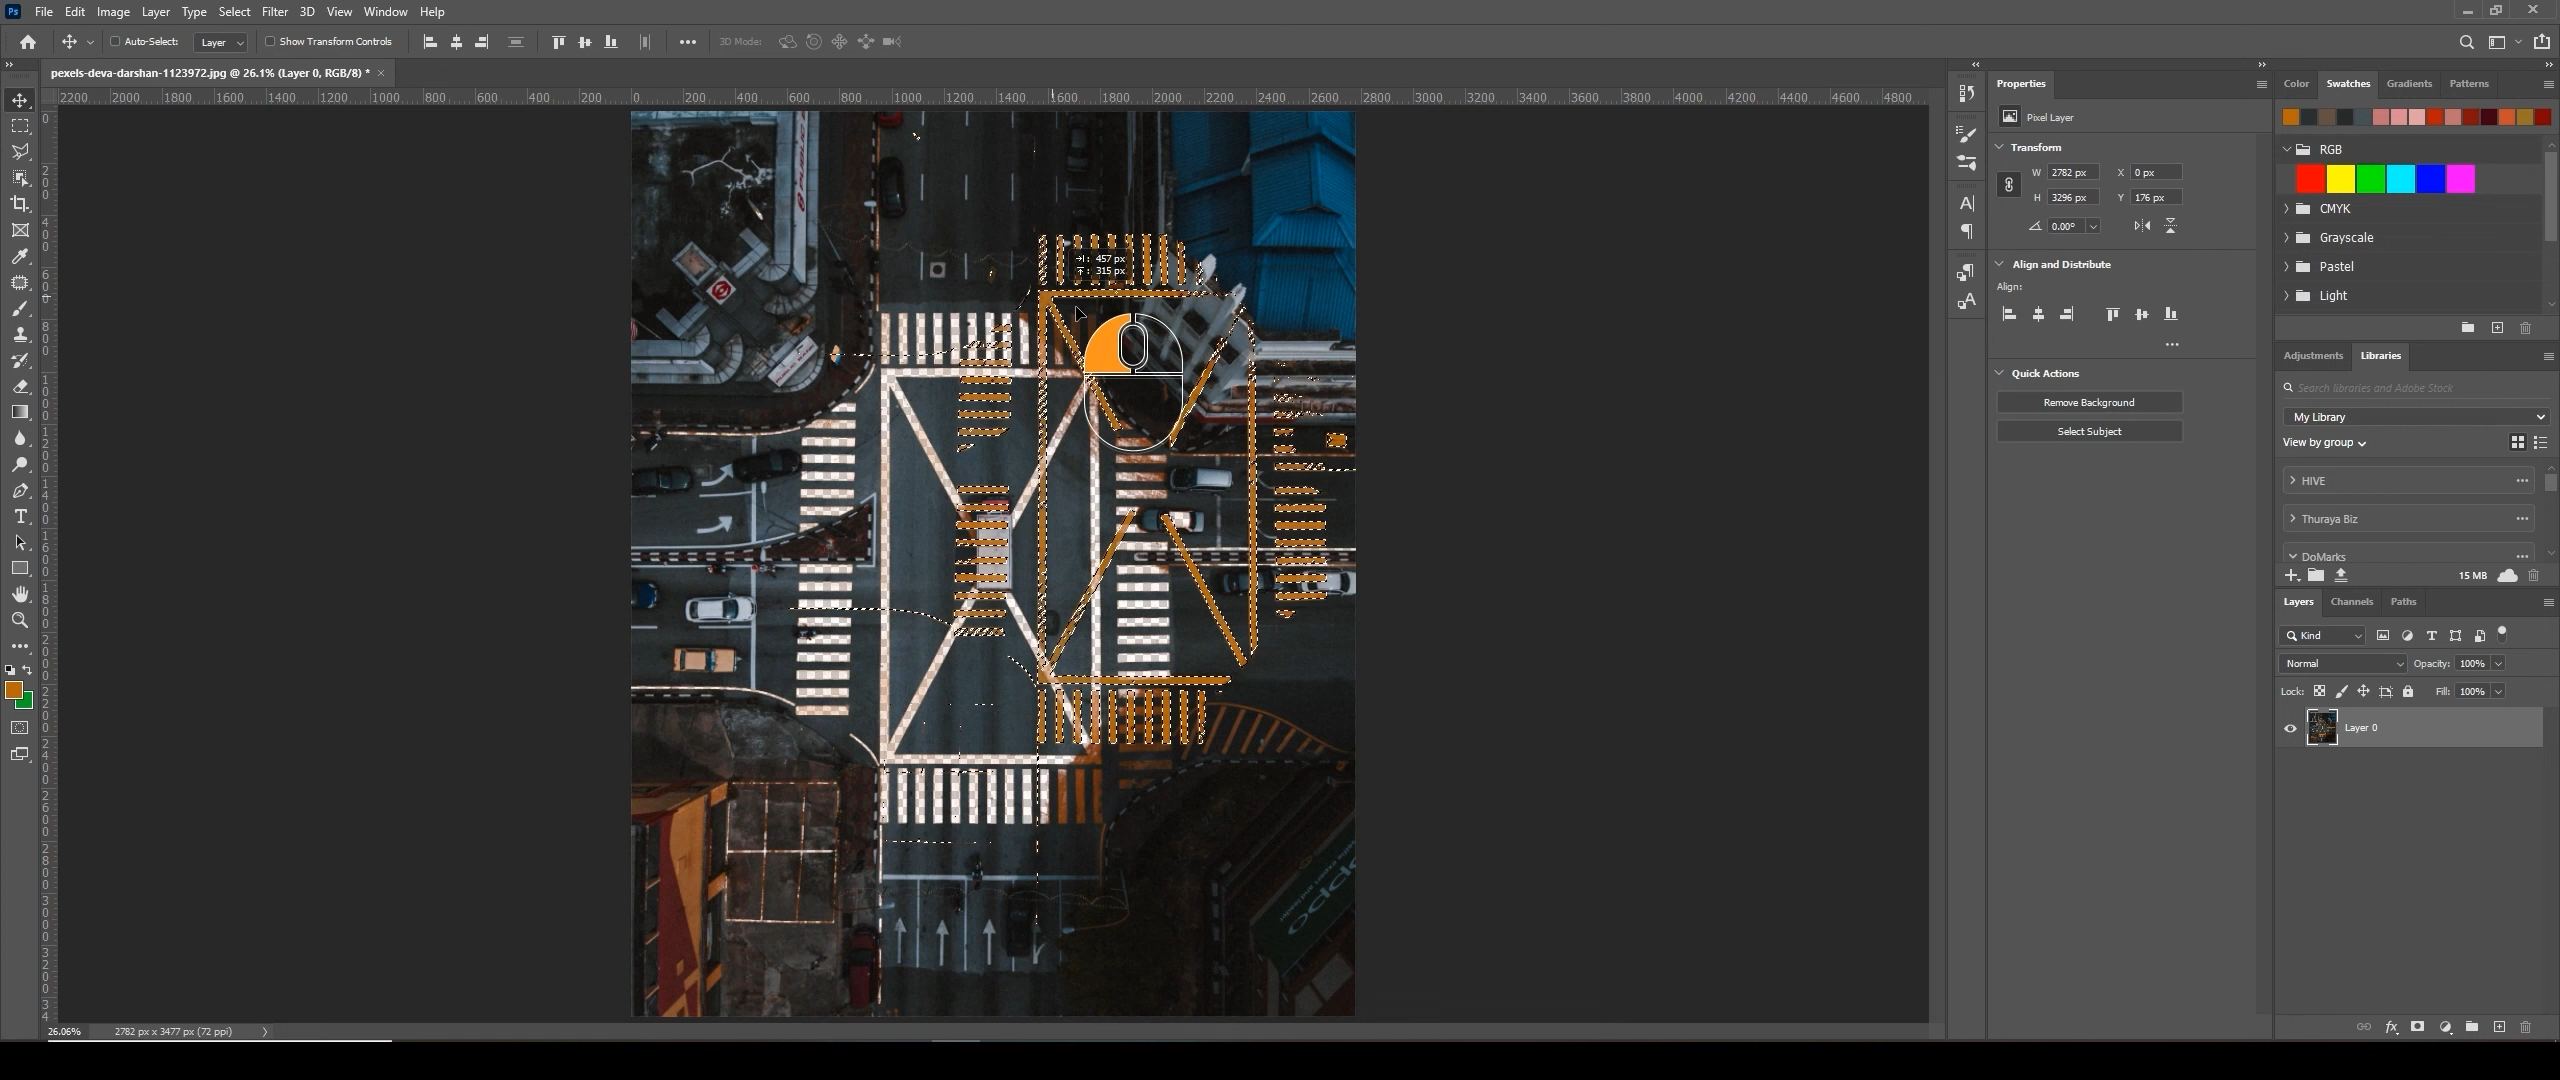 Ps File Edit Image Layer Type Select Filter 3D View Window Help
Auto-Select: Layer Show Transform Controls 3D Mode:
pexels-deva-darshan-1123972.jpg @ 26.1% (Layer 0, RGB/8) * ×
2200 2000 1800 1600 1400 1200 1000 800 600 400 200 0 200 400 600 800 1000 1200 1400 1600 1800 2000 2200 2400 2600 2800 3000 3200 3400 3600 3800 4000 4200 4400 4600 4800
457 px
315 px
26.06% 2782 px x 3477 px (72 ppi)
Properties
Pixel Layer
Transform
W 2782 px X 0 px
H 3296 px Y 176 px
0.00°
Align and Distribute
Align:
Quick Actions
Remove Background
Select Subject
Color Swatches Gradients Patterns
RGB
CMYK
Grayscale
Pastel
Light
Adjustments Libraries
Search libraries and Adobe Stock
My Library
View by group
HIVE
Thuraya Biz
DoMarks
15 MB
Layers Channels Paths
Kind
Normal Opacity: 100%
Lock: Fill: 100%
Layer 0
fx